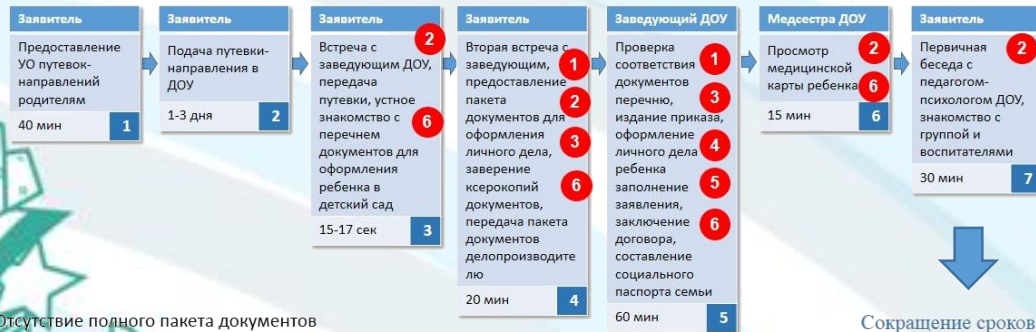 Заявитель
Предоставление
УО путевок-
направлений
родителям
40 мин
1
Заявитель
Подача путевки-
направления в
ДОУ
1-3 дня
2
Заявитель
2
Встреча с
заведующим ДОУ,
передача
путевки, устное
знакомство с
6
перечнем
документов для
оформления
ребенка в
детский сад
15-17 сек
3
Заявитель
Вторая встреча с
заведующим,
1
предоставление
пакета
2
документов для
оформления
3
личного дела,
заверение
ксерокопий
6
документов,
передача пакета
документов
делопроизводите
лю
20 мин
4
Заведующий ДОУ
Проверка
соответствия
1
документов
перечню,
3
издание приказа,
оформление
4
личного дела
ребенка
5
заполнение
заявления,
заключение
6
договора,
составление
социального
паспорта семьи
60 мин
5
Медсестра ДОУ
Просмотр
2
медицинской
карты ребенка
6
15 мин
6
Заявитель
Первичная
2
беседа с
педагогом-
психологом ДОУ,
знакомство с
группой и
воспитателями
30 мин
7
Отсутствие полного пакета документов
Сокращение сроков